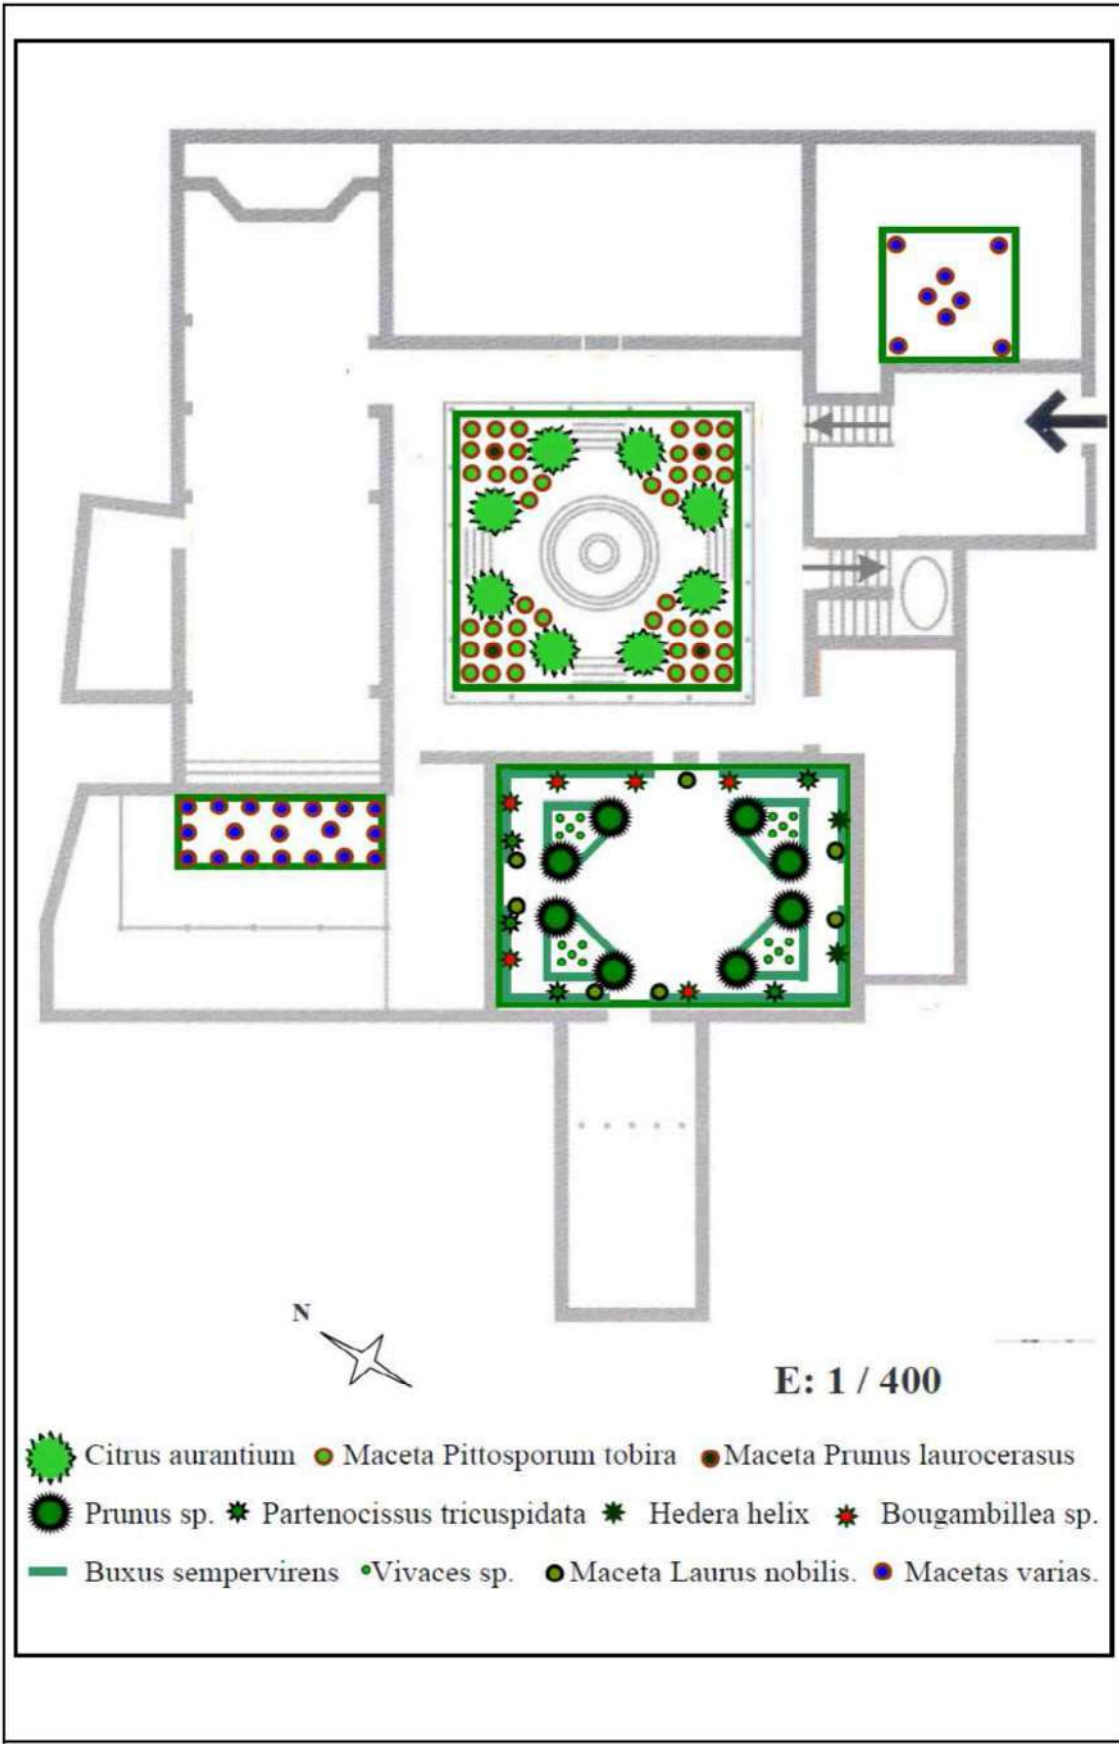 N
E: 1 / 400
Citrus aurantium Maceta Pittosporum tobira Maceta Prunus laurocerasus
Prunus sp. Partenocissus tricuspidata Hedera helix Bougambillea sp.
Buxus sempervirens Vivaces sp. Maceta Laurus nobilis. Macetas varias.